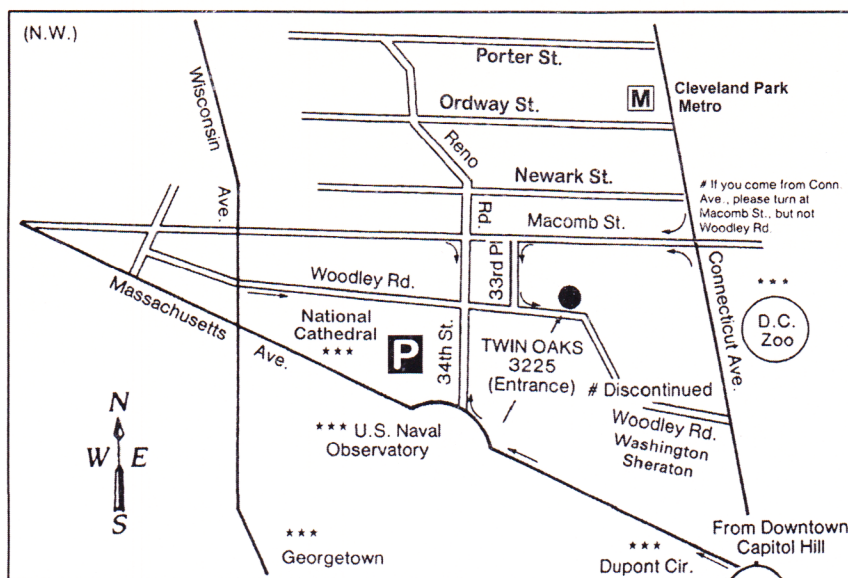 (N.W.)
Wisconsin
Ave.
Porter St.
Ordway St.
M
Cleveland Park
Metro
Reno
Rd.
Newark St.
# If you come from Conn.
Ave., please turn at
Macomb St., but not
Woodley Rd.
Macomb St.
33rd Pl
Woodley Rd.
Massachusetts
Ave.
National
Cathedral
***
P
34th St.
TWIN OAKS
3225
(Entrance)
# Discontinued
Woodley Rd.
Washington
Sheraton
Connecticut Ave.
***
D.C.
Zoo
*** U.S. Naval
Observatory
N
W E
S
***
Georgetown
From Downtown
Capitol Hill
***
Dupont Cir.